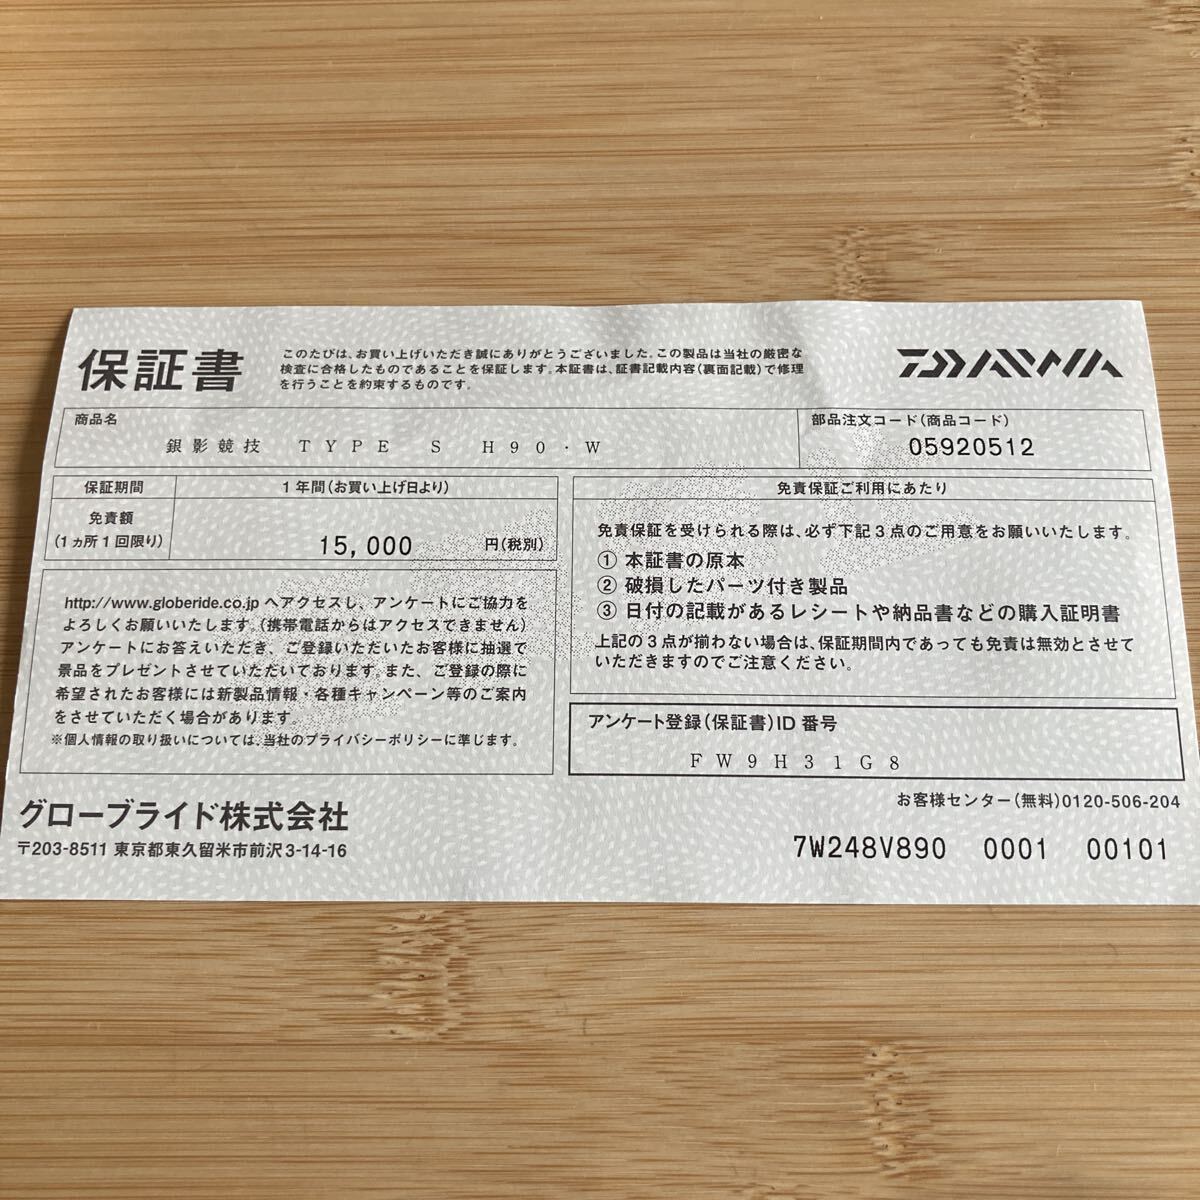 保証書
このたびは、お買い上げいただき誠にありがとうございました。この製品は当社の厳密な
検査に合格したものであることを保証します。本証書は、証書記載内容(裏面記載)で修理
を行うことを約束するものです。
DAIWA
商品名
銀影競技 TYPE S H90・W
部品注文コード(商品コード)
05920512
保証期間
1年間(お買い上げ日より)
免責額
(1ヵ所1回限り)
15,000 円(税別)
http://www.globeride.co.jp へアクセスし、アンケートにご協力を
よろしくお願いいたします。(携帯電話からはアクセスできません)
アンケートにお答えいただき、ご登録いただいたお客様に抽選で
景品をプレゼントさせていただいております。また、ご登録の際に
希望されたお客様には新製品情報・各種キャンペーン等のご案内
をさせていただく場合があります。
※個人情報の取り扱いについては、当社のプライバシーポリシーに準じます。
免責保証ご利用にあたり
免責保証を受けられる際は、必ず下記3点のご用意をお願いいたします。
① 本証書の原本
② 破損したパーツ付き製品
③ 日付の記載があるレシートや納品書などの購入証明書
上記の3点が揃わない場合は、保証期間内であっても免責は無効とさせて
いただきますのでご注意ください。
アンケート登録(保証書)ID番号
FW9H31G8
グローブライド株式会社
〒203-8511 東京都東久留米市前沢3-14-16
お客様センター(無料)0120-506-204
7W248V890 0001 00101